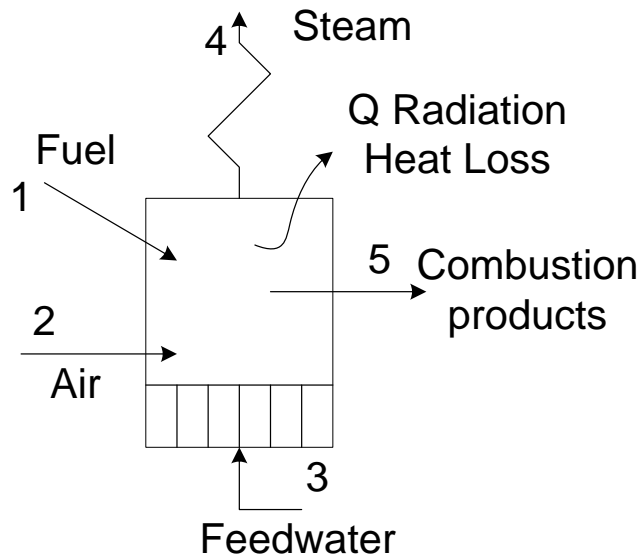 4 Steam
Q Radiation
Heat Loss
Fuel
1
5 Combustion
products
2
Air
3
Feedwater